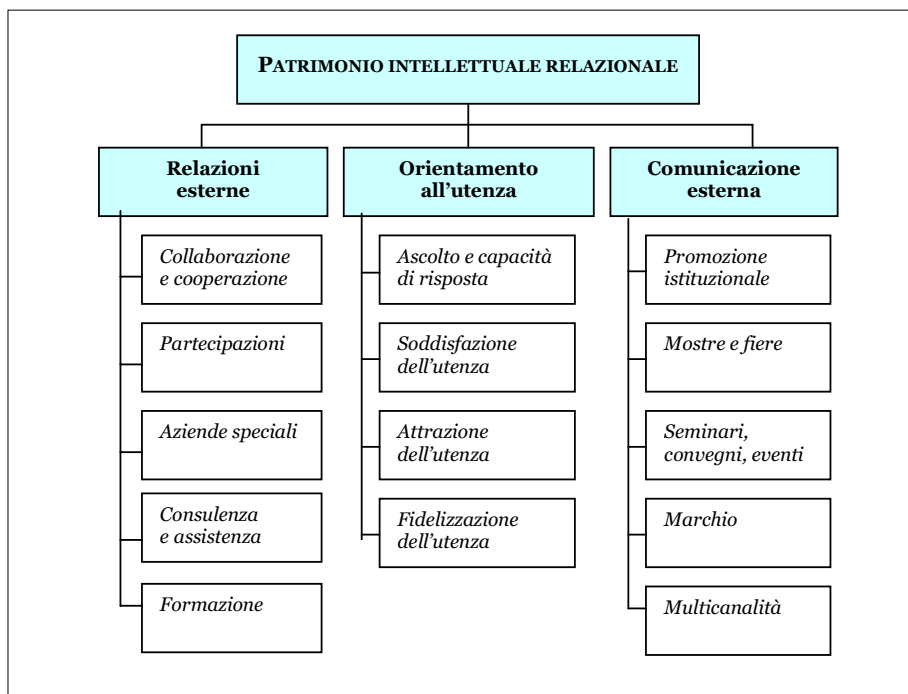 PATRIMONIO INTELLETTUALE RELAZIONALE
Relazioni
esterne
Collaborazione
e cooperazione
Partecipazioni
Aziende speciali
Consulenza
e assistenza
Formazione
Orientamento
all'utenza
Ascolto e capacità
di risposta
Soddisfazione
dell'utenza
Attrazione
dell'utenza
Fidelizzazione
dell'utenza
Comunicazione
esterna
Promozione
istituzionale
Mostre e fiere
Seminari,
convegni, eventi
Marchio
Multicanalità